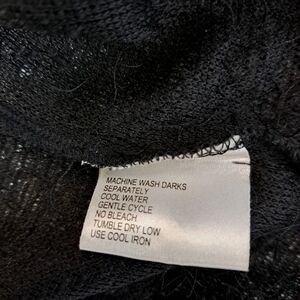 MACHINE WASH DARKS
SEPARATELY
COOL WATER
GENTLE CYCLE
NO BLEACH
TUMBLE DRY LOW
USE COOL IRON